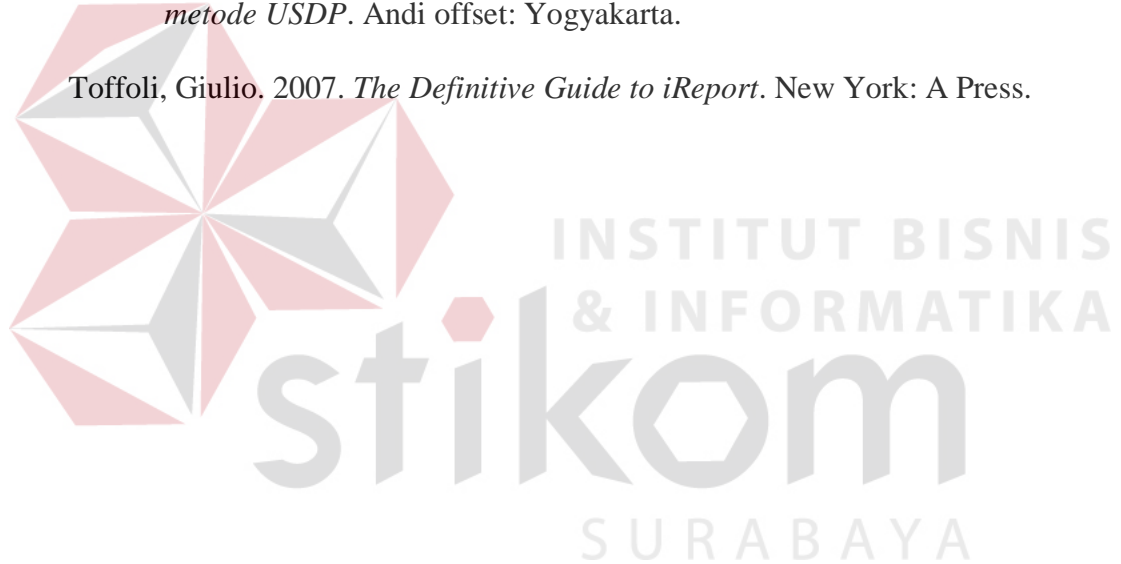 metode USDP. Andi offset: Yogyakarta.
Toffoli, Giulio. 2007. The Definitive Guide to iReport. New York: A Press.
INSTITUT BISNIS
& INFORMATIKA
stikom
SURABAYA